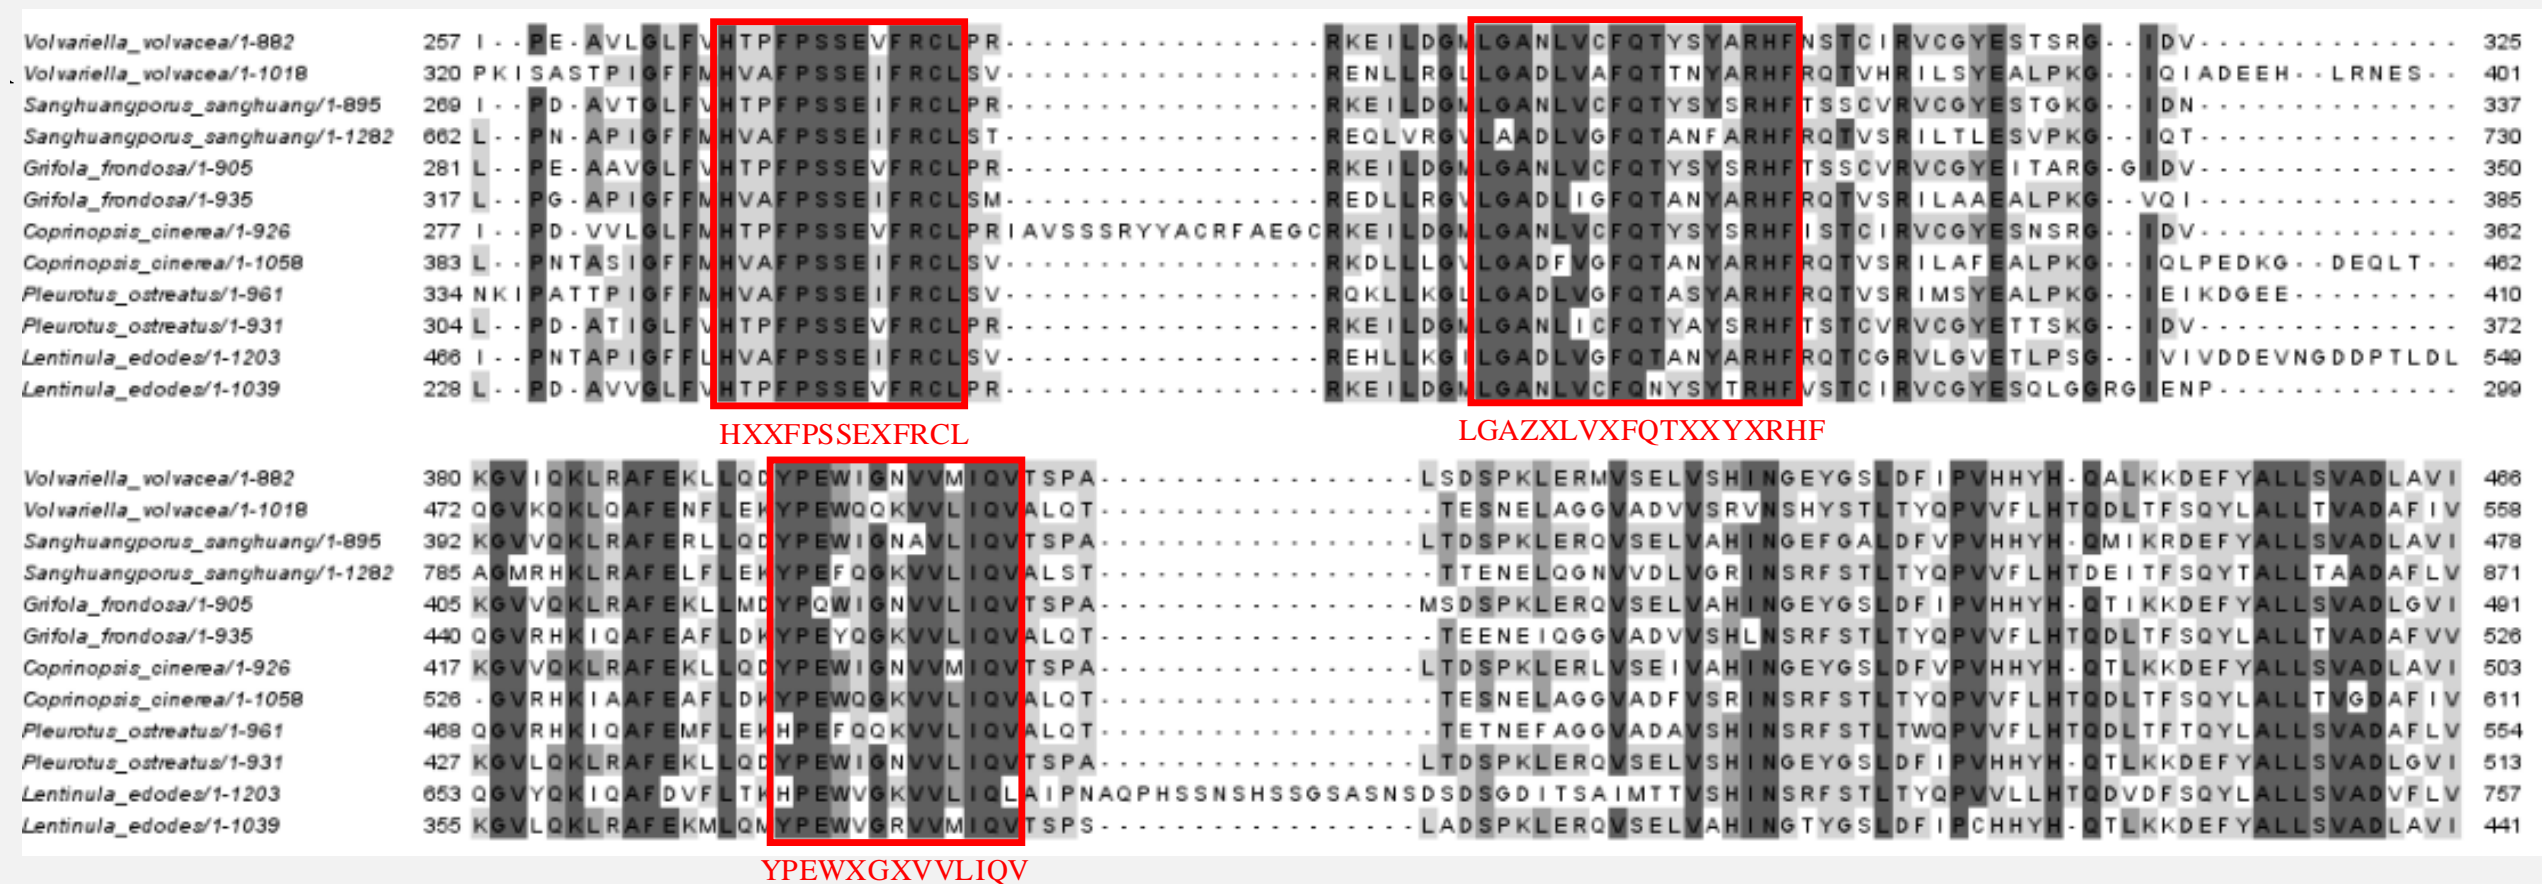 Volvariella_volvacea/1-882 257 I--PE-AVLGLFVHTPFPSSEVFRCLPR-----------------RKEILDGMLGANLVCFQTYSYARHFNSTCIRVCGYESTSRG--IDV-------------- 325
Volvariella_volvacea/1-1018 320 PKISASTPIGFFMHVAFPSSEIFRCLSV-----------------RENLLRGLLGADLVAFQTTNYARHFRQTVHRILSYEALPKG--IQIADEEH--LRNES-- 401
Sanghuangporus_sanghuang/1-895 269 I--PD-AVTGLFVHTPFPSSEIFRCLPR-----------------RKEILDGMLGANLVCFQTYSYSRHFTSSCVRVCGYESTGKG--IDN-------------- 337
Sanghuangporus_sanghuang/1-1282 662 L--PN-APIGFFMHVAFPSSEIFRCLST-----------------REQLVRGVLAADLVGFQTANFARHFRQTVSRILTLESVPKG--IQT-------------- 730
Grifola_frondosa/1-905 281 L--PE-AAVGLFVHTPFPSSEVFRCLPR-----------------RKEILDGMLGANLVCFQTYSYSRHFTSSCVRVCGYEITARG-GIDV-------------- 350
Grifola_frondosa/1-935 317 L--PG-APIGFFMHVAFPSSEIFRCLSM-----------------REDLLRGVLGADLIGFQTANYARHFRQTVSRILAAEALPKG--VQI-------------- 385
Coprinopsis_cinerea/1-926 277 I--PD-VVLGLFMHTPFPSSEVFRCLPRIAVSSSRYYACRFAEGCRKEILDGMLGANLVCFQTYSYSRHFISTCIRVCGYESNSRG--IDV-------------- 362
Coprinopsis_cinerea/1-1058 383 L--PNTASIGFFMHVAFPSSEIFRCLSV-----------------RKDLLLGVLGADFVGFQTANYARHFRQTVSRILAFEALPKG--IQLPEDKG--DEQLT-- 462
Pleurotus_ostreatus/1-961 334 NKIPATTPIGFFMHVAFPSSEIFRCLSV-----------------RQKLLKGLLGADLVGFQTASYARHFRQTVSRIMSYEALPKG--IEIKDGEE--------- 410
Pleurotus_ostreatus/1-931 304 L--PD-ATIGLFVHTPFPSSEVFRCLPR-----------------RKEILDGMLGANLICFQTYAYSRHFTSTCVRVCGYETTSKG--IDV-------------- 372
Lentinula_edodes/1-1203 466 I--PNTAPIGFFLHVAFPSSEIFRCLSV-----------------REHLLKGILGADLVGFQTANYARHFRQTCGRVLGVETLPSG--IVIVDDEVNGDDPTLDL 549
Lentinula_edodes/1-1039 228 L--PD-AVVGLFVHTPFPSSEVFRCLPR-----------------RKEILDGMLGANLVCFQNYSYTRHFVSTCIRVCGYESQLGGRGIENP------------- 299
HXXFPSSEXFRCL LGAZXLVXFQTXXYXRHF
Volvariella_volvacea/1-882 380 KGVIQKLRAFEKLLQDYPEWIGNVVMIQVTSPA-----------------LSDSPKLERMVSELVSHINGEYGSLDFIPVHHYH-QALKKDEFYALLSVADLAVI 466
Volvariella_volvacea/1-1018 472 QGVKQKLQAFENFLEKYPEWQQKVVLIQVALQT------------------TESNELAGGVADVVSRVNSHYSTLTYQPVVFLHTQDLTFSQYLALLTVADAFIV 558
Sanghuangporus_sanghuang/1-895 392 KGVVQKLRAFERLLQDYPEWIGNAVLIQVTSPA-----------------LTDSPKLERQVSELVAHINGEFGALDFVPVHHYH-QMIKRDEFYALLSVADLAVI 478
Sanghuangporus_sanghuang/1-1282 785 AGMRHKLRAFELFLEKYPEFQGKVVLIQVALST------------------TTENELQGNVVDLVGRINSRFSTLTYQPVVFLHTDEITFSQYTALLTAADAFLV 871
Grifola_frondosa/1-905 405 KGVVQKLRAFEKLLMDYPQWIGNVVLIQVTSPA-----------------MSDSPKLERQVSELVAHINGEYGSLDFIPVHHYH-QTIKKDEFYALLSVADLGVI 491
Grifola_frondosa/1-935 440 QGVRHKIQAFEAFLDKYPEYQGKVVLIQVALQT------------------TEENEIQGGVADVVSHLNSRFSTLTYQPVVFLHTQDLTFSQYLALLTVADAFVV 526
Coprinopsis_cinerea/1-926 417 KGVVQKLRAFEKLLQDYPEWIGNVVMIQVTSPA-----------------LTDSPKLERLVSEIVAHINGEYGSLDFVPVHHYH-QTLKKDEFYALLSVADLAVI 503
Coprinopsis_cinerea/1-1058 526 -GVRHKIAAFEAFLDKYPEWQGKVVLIQVALQT------------------TESNELAGGVADFVSRINSRFSTLTYQPVVFLHTQDLTFSQYLALLTVGDAFIV 611
Pleurotus_ostreatus/1-961 468 QGVRHKIQAFEMFLEKHPEFQQKVVLIQVALQT------------------TETNEFAGGVADAVSHINSRFSTLTWQPVVFLHTQDLTFTQYLALLSVADAFLV 554
Pleurotus_ostreatus/1-931 427 KGVLQKLRAFEKLLQDYPEWIGNVVLIQVTSPA-----------------LTDSPKLERQVSELVSHINGEYGSLDFIPVHHYH-QTLKKDEFYALLSVADLGVI 513
Lentinula_edodes/1-1203 653 QGVYQKIQAFDVFLTKHPEWVGKVVLIQLAIPNAQPHSSNSHSSGSASNSDSDSGDITSAIMTTVSHINSRFSTLTYQPVVLLHTQDVDFSQYLALLSVADVFLV 757
Lentinula_edodes/1-1039 355 KGVLQKLRAFEKMLQMYPEWVGRVVMIQVTSPS-----------------LADSPKLERQVSELVAHINGTYGSLDFIPCHHYH-QTLKKDEFYALLSVADLAVI 441
YPEWXGXVVLIQV